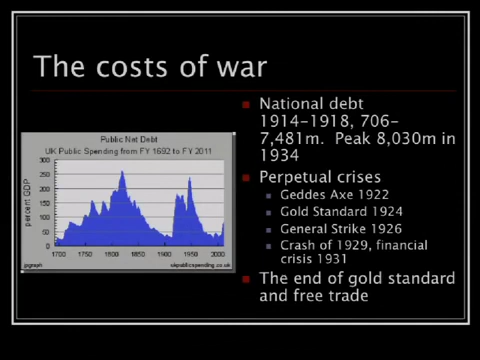 The costs of war
Public Net Debt
UK Public Spending from FY 1692 to FY 2011
percent GDP
300
250
200
150
100
50
0
1700 1750 1800 1850 1900 1950 2000
pgraph
ukpublicspending.co.uk
National debt
1914-1918, 706-
7,481m. Peak 8,030m in
1934
Perpetual crises
Geddes Axe 1922
Gold Standard 1924
General Strike 1926
Crash of 1929, financial
crisis 1931
The end of gold standard
and free trade